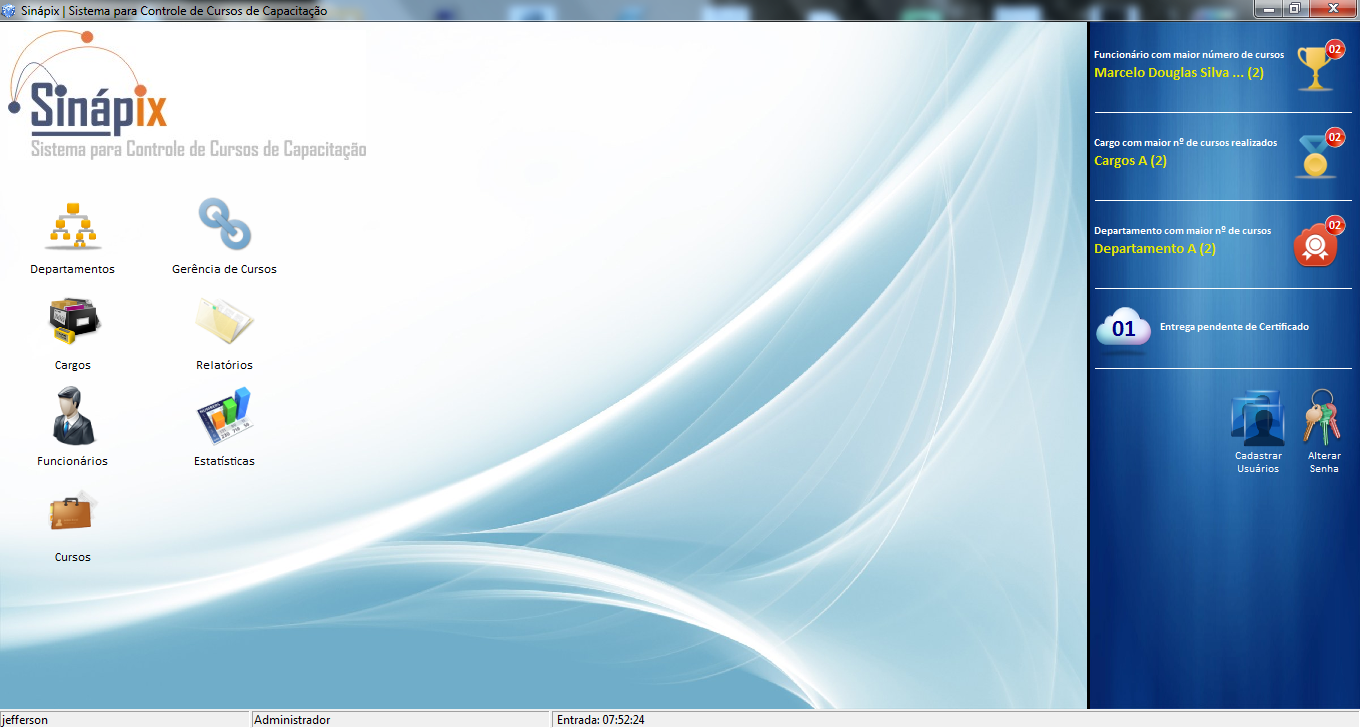 Sinápix | Sistema para Controle de Cursos de Capacitação
Sinápix
Sistema para Controle de Cursos de Capacitação
Departamentos
Gerência de Cursos
Cargos
Relatórios
Funcionários
Estatísticas
Cursos
Funcionário com maior número de cursos
Marcelo Douglas Silva ... (2)
02
Cargo com maior nº de cursos realizados
Cargos A (2)
02
Departamento com maior nº de cursos
Departamento A (2)
02
01
Entrega pendente de Certificado
Cadastrar
Usuários
Alterar
Senha
jefferson
Administrador
Entrada: 07:52:24